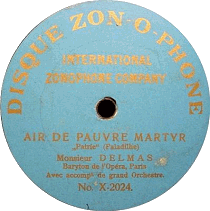 DISQUE ZON-O-PHONE
INTERNATIONAL
ZONOPHONE COMPANY
AIR DE PAUVRE MARTYR
„Patrie" (Paladilhe)
Monsieur DELMAS
Baryton de l'Opéra, Paris
Avec accompt de grand Orchestre.
No X-2024.